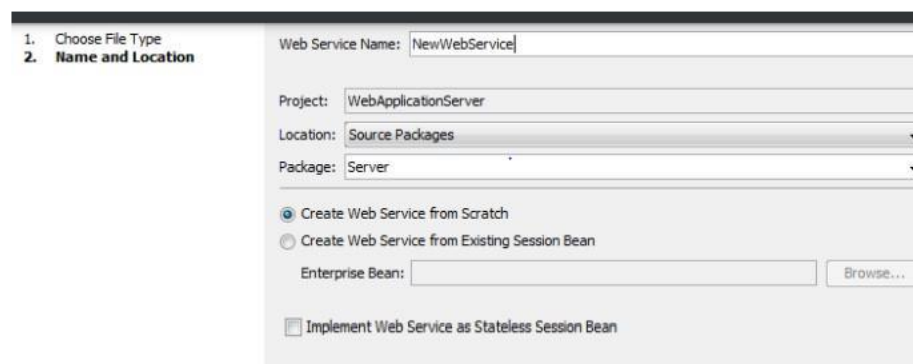 1. Choose File Type
2. Name and Location
Web Service Name: NewWebService
Project: WebApplicationServer
Location: Source Packages
Package: Server
Create Web Service from Scratch
Create Web Service from Existing Session Bean
Enterprise Bean: Browse...
Implement Web Service as Stateless Session Bean